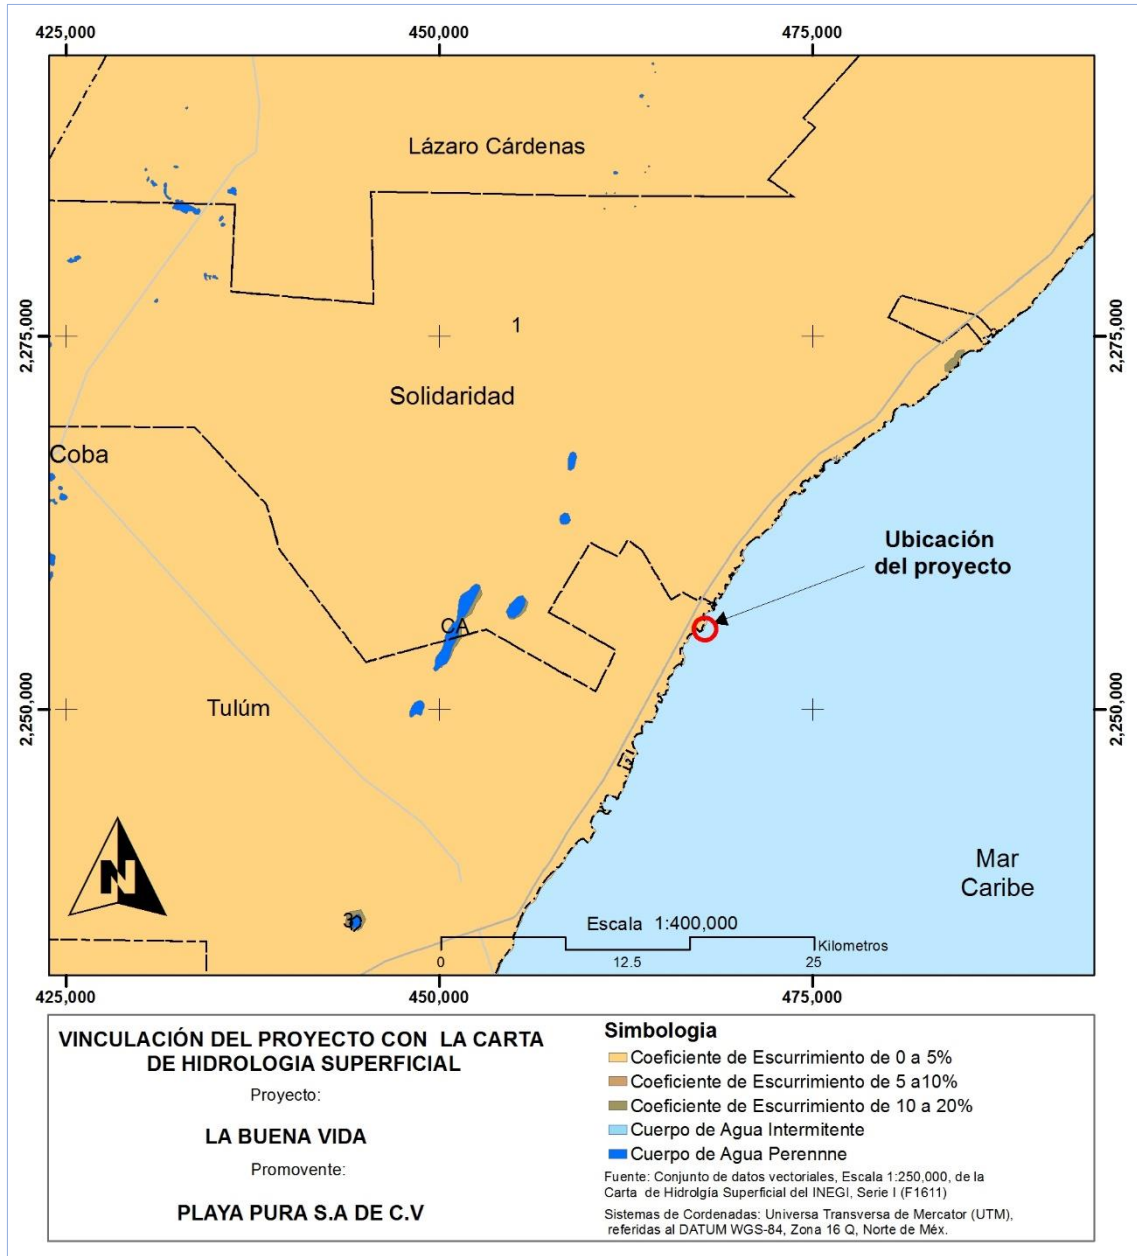 425,000
450,000
475,000
Lázaro Cárdenas
2,275,000
2,275,000
1
Solidaridad
Coba
Ubicación
del proyecto
CA
2,250,000
2,250,000
Tulúm
N
Mar
Caribe
3
Escala 1:400,000
Kilometros
0
12.5
25
425,000
450,000
475,000
VINCULACIÓN DEL PROYECTO CON LA CARTA
DE HIDROLOGIA SUPERFICIAL
Proyecto:
LA BUENA VIDA
Promovente:
PLAYA PURA S.A DE C.V
Simbologia
Coeficiente de Escurrimiento de 0 a 5%
Coeficiente de Escurrimiento de 5 a10%
Coeficiente de Escurrimiento de 10 a 20%
Cuerpo de Agua Intermitente
Cuerpo de Agua Perennne
Fuente: Conjunto de datos vectoriales, Escala 1:250,000, de la
Carta de Hidrolgía Superficial del INEGI, Serie I (F1611)
Sistemas de Cordenadas: Universa Transversa de Mercator (UTM),
referidas al DATUM WGS-84, Zona 16 Q, Norte de Méx.